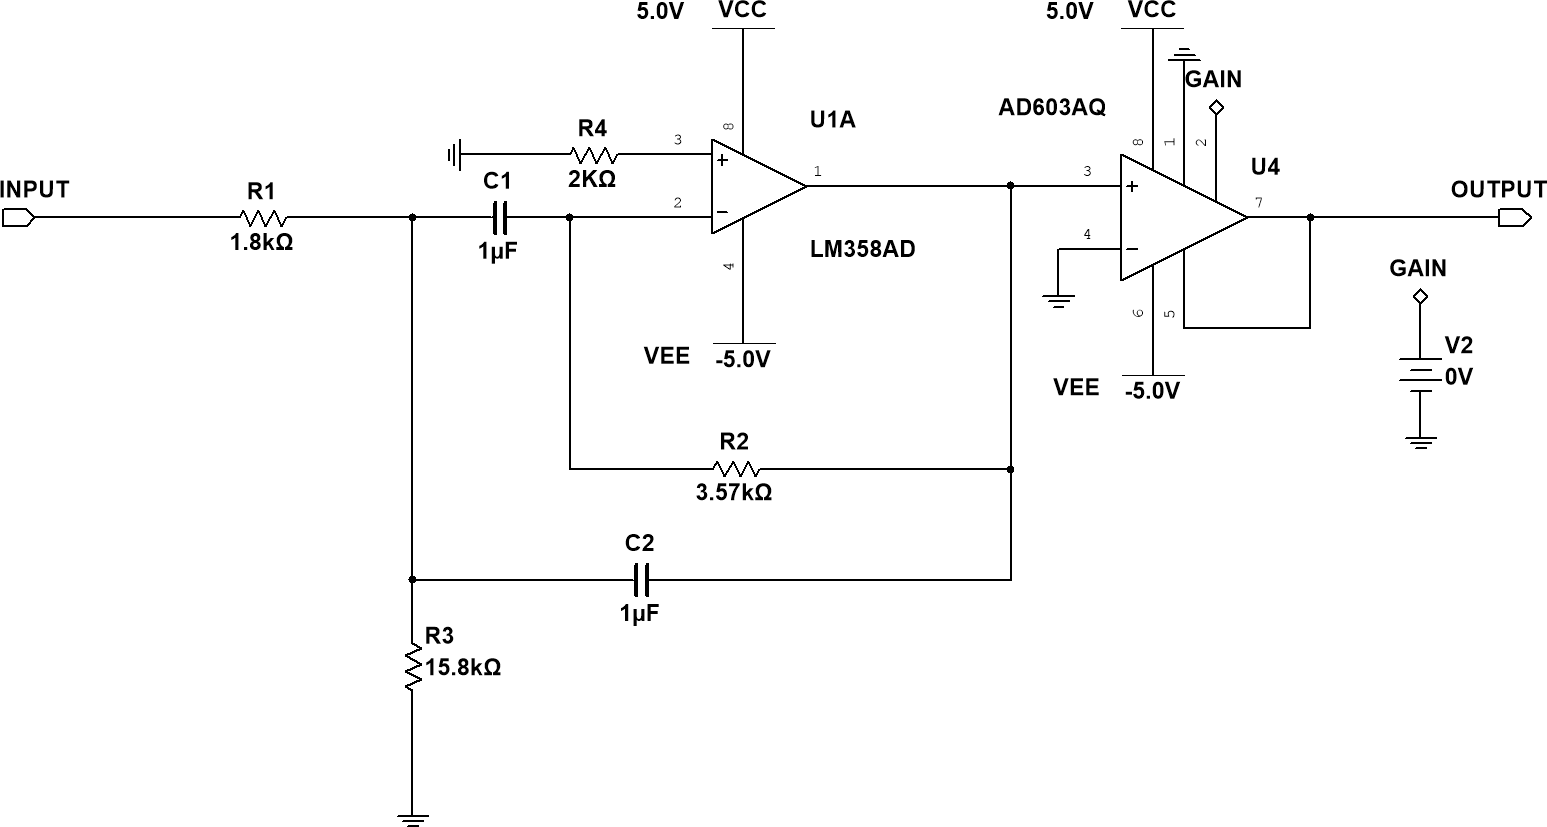 5.0V VCC
5.0V VCC
GAIN
AD603AQ
U1A
8
R4
3
2KΩ
8
1
2
U4
INPUT
R1
1.8kΩ
C1
1µF
2
1
3
4
7
OUTPUT
4
LM358AD
6
5
GAIN
VEE -5.0V
VEE -5.0V
V2
0V
R2
3.57kΩ
C2
1µF
R3
15.8kΩ